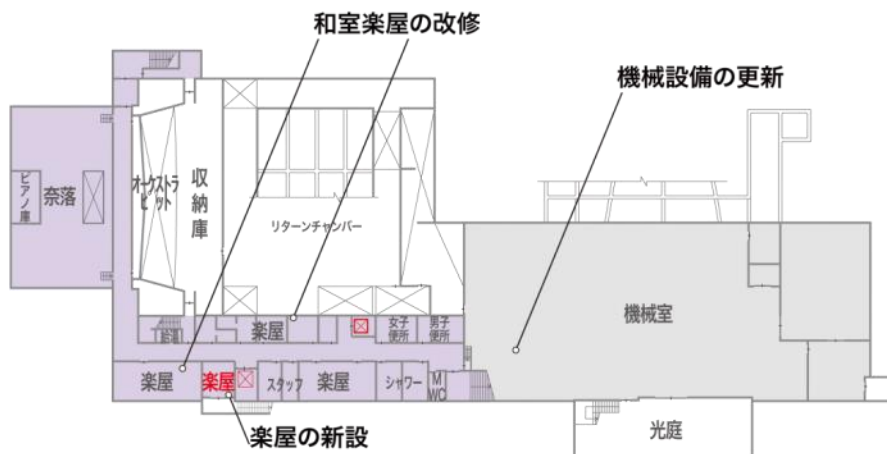 和室楽屋の改修
機械設備の更新
ピアノ庫
奈落
オーケストラ
ピット
収納庫
リターンチャンバー
機械室
給湯
楽屋
女子
便所
男子
便所
楽屋
楽屋
スタッフ
楽屋
シャワー
M
WC
楽屋の新設
光庭